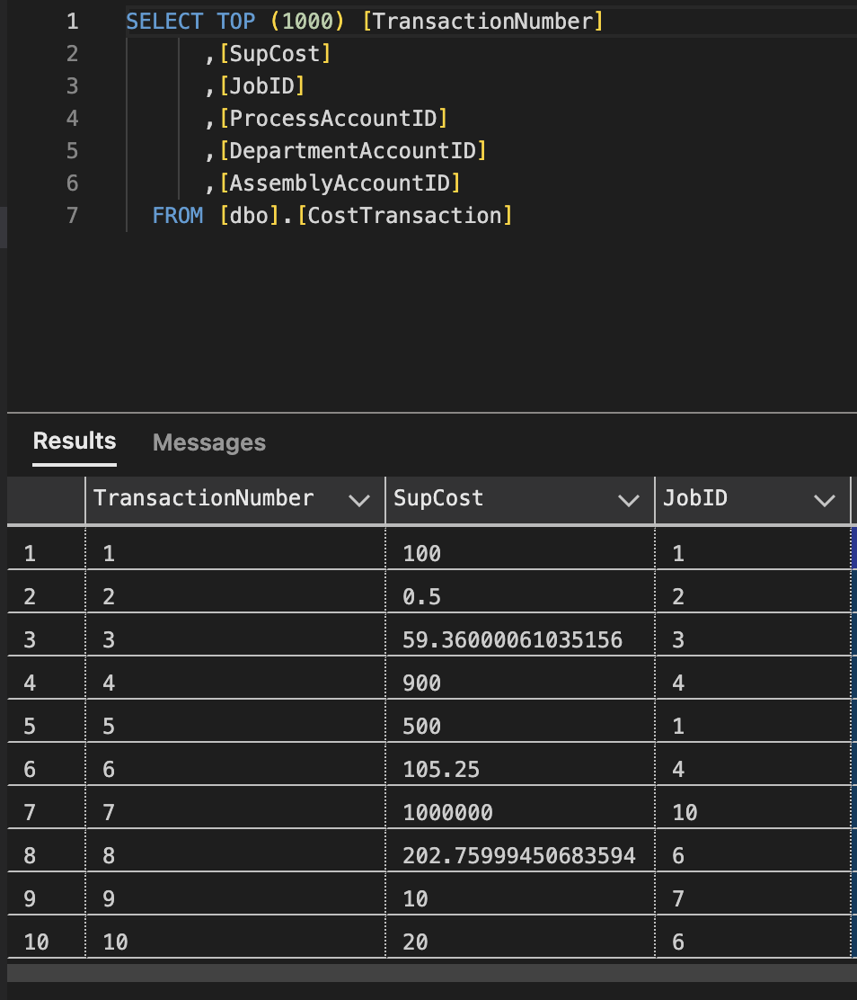 1 SELECT TOP (1000) [TransactionNumber]
2 ,[SupCost]
3 ,[JobID]
4 ,[ProcessAccountID]
5 ,[DepartmentAccountID]
6 ,[AssemblyAccountID]
7 FROM [dbo].[CostTransaction]
Results Messages
TransactionNumber SupCost JobID
1 1 100 1
2 2 0.5 2
3 3 59.36000061035156 3
4 4 900 4
5 5 500 1
6 6 105.25 4
7 7 1000000 10
8 8 202.75999450683594 6
9 9 10 7
10 10 20 6